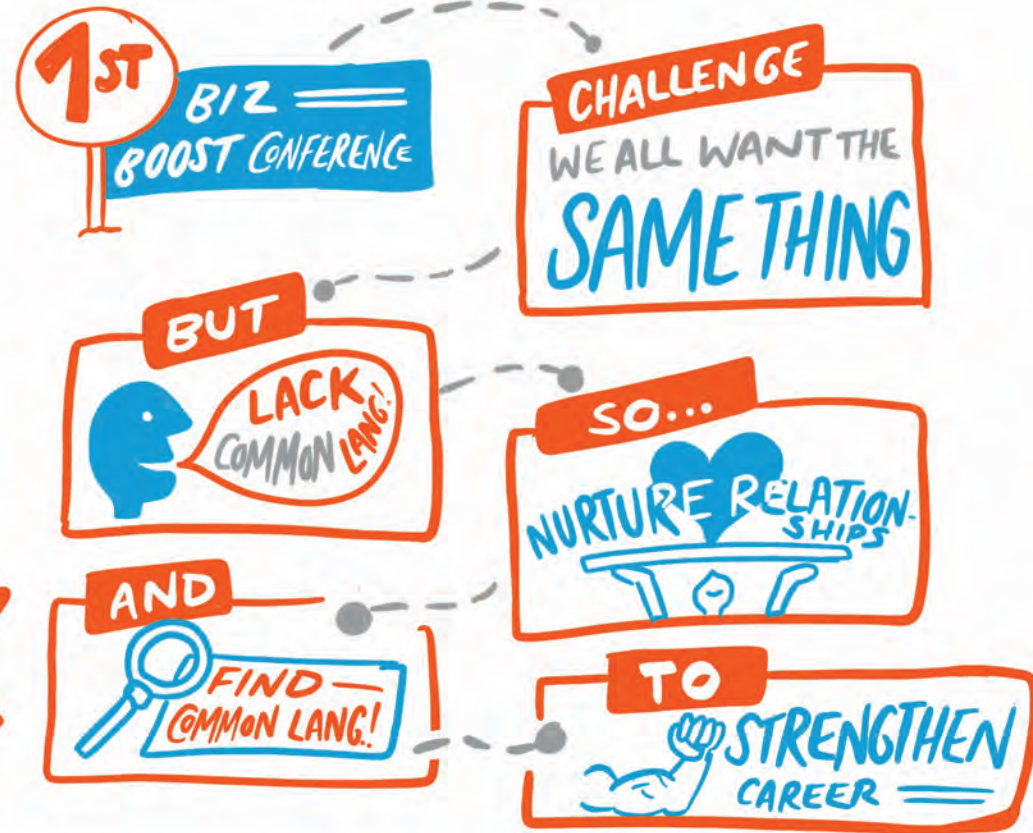 1ST
BIZ
BOOST CONFERENCE
CHALLENGE
WE ALL WANT THE
SAME THING
BUT
LACK
COMMON LANG!
SO...
NURTURE RELATION-
SHIPS
AND
FIND
COMMON LANG!
TO
STRENGTHEN
CAREER